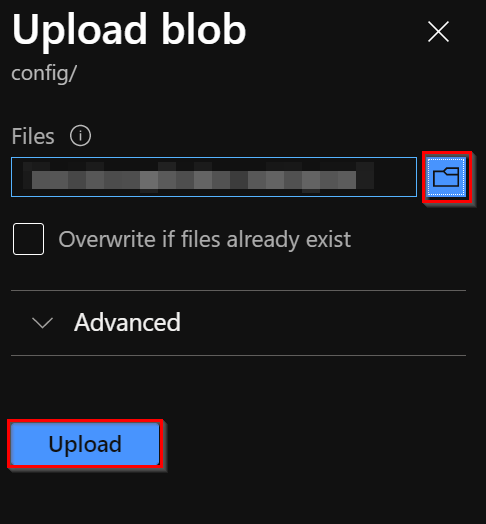 Upload blob
config/
Files
Overwrite if files already exist
Advanced
Upload